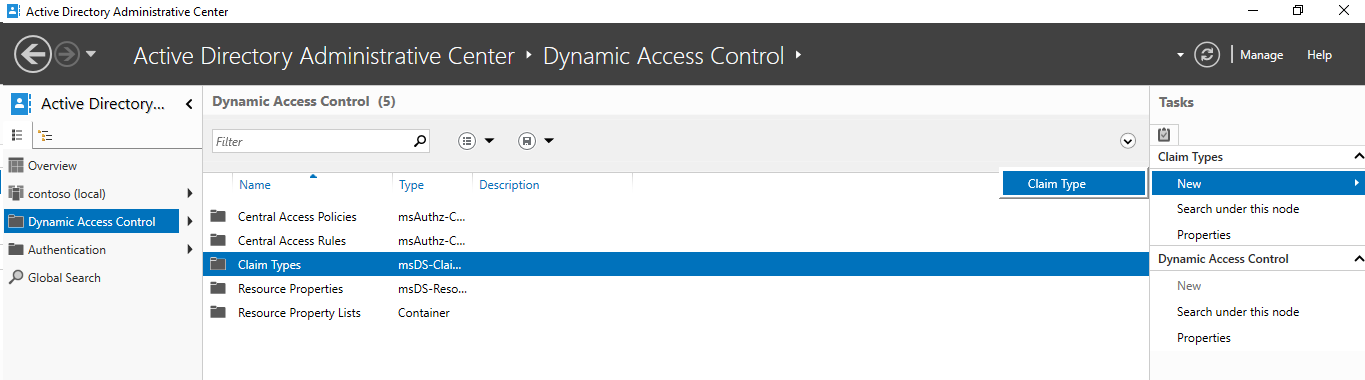 Active Directory Administrative Center
Active Directory Administrative Center ‣ Dynamic Access Control ‣
Manage
Help
Active Directory...
Overview
contoso (local)
Dynamic Access Control
Authentication
Global Search
Dynamic Access Control (5)
Filter
Name Type Description
Central Access Policies msAuthz-C...
Central Access Rules msAuthz-C...
Claim Types msDS-Clai...
Resource Properties msDS-Reso...
Resource Property Lists Container
Claim Type
Tasks
Claim Types
New
Search under this node
Properties
Dynamic Access Control
New
Search under this node
Properties